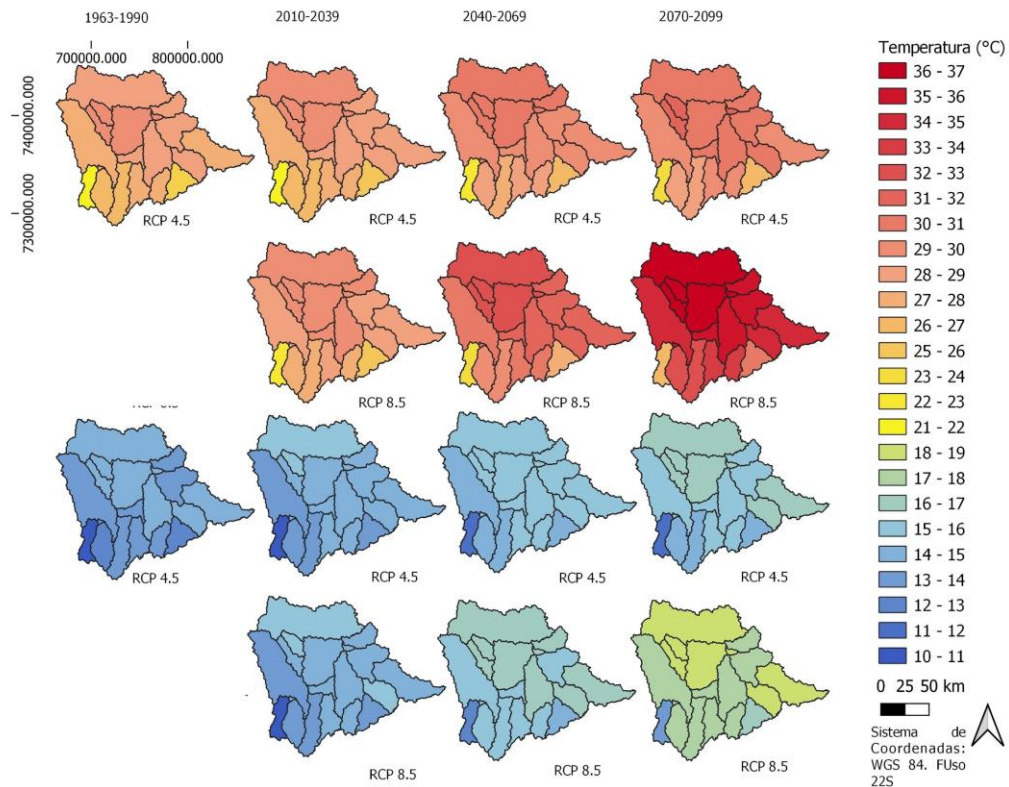 1963-1990
2010-2039
2040-2069
2070-2099
700000.000
800000.000
7400000.000
7300000.000
RCP 4.5
RCP 4.5
RCP 4.5
RCP 4.5
RCP 8.5
RCP 8.5
RCP 8.5
RCP 4.5
RCP 4.5
RCP 4.5
RCP 4.5
RCP 8.5
RCP 8.5
RCP 8.5
Temperatura (°C)
36 - 37
35 - 36
34 - 35
33 - 34
32 - 33
31 - 32
30 - 31
29 - 30
28 - 29
27 - 28
26 - 27
25 - 26
23 - 24
22 - 23
21 - 22
18 - 19
17 - 18
16 - 17
15 - 16
14 - 15
13 - 14
12 - 13
11 - 12
10 - 11
0 25 50 km
Sistema de
Coordenadas:
WGS 84. FUso
22S